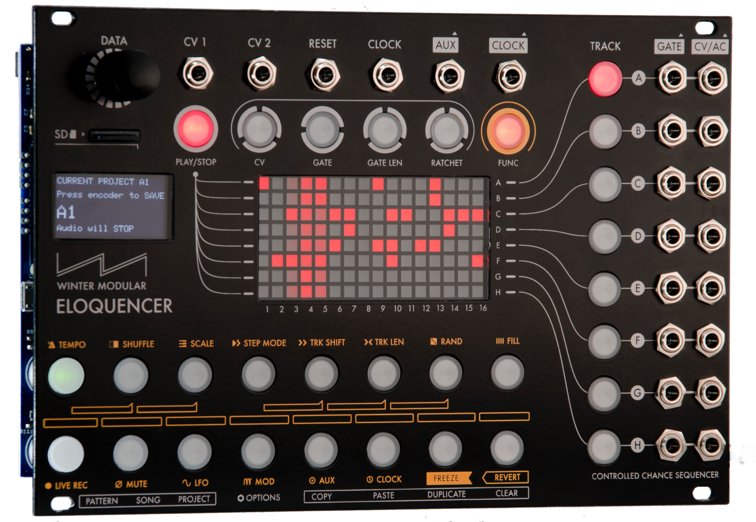 DATA
CV 1
CV 2
RESET
CLOCK
AUX
CLOCK
TRACK
GATE
CV/AC
SD
PLAY/STOP
CV
GATE
GATE LEN
RATCHET
FUNC
CURRENT PROJECT A1
Press encoder to SAVE
A1
Audio will STOP
A
B
C
D
E
F
G
H
A
B
C
D
E
F
G
H
1 2 3 4 5 6 7 8 9 10 11 12 13 14 15 16
WINTER MODULAR
ELOQUENCER
TEMPO
SHUFFLE
SCALE
STEP MODE
TRK SHIFT
TRK LEN
RAND
FILL
LIVE REC
MUTE
LFO
MOD
AUX
CLOCK
FREEZE
REVERT
PATTERN
SONG
PROJECT
OPTIONS
COPY
PASTE
DUPLICATE
CLEAR
CONTROLLED CHANCE SEQUENCER